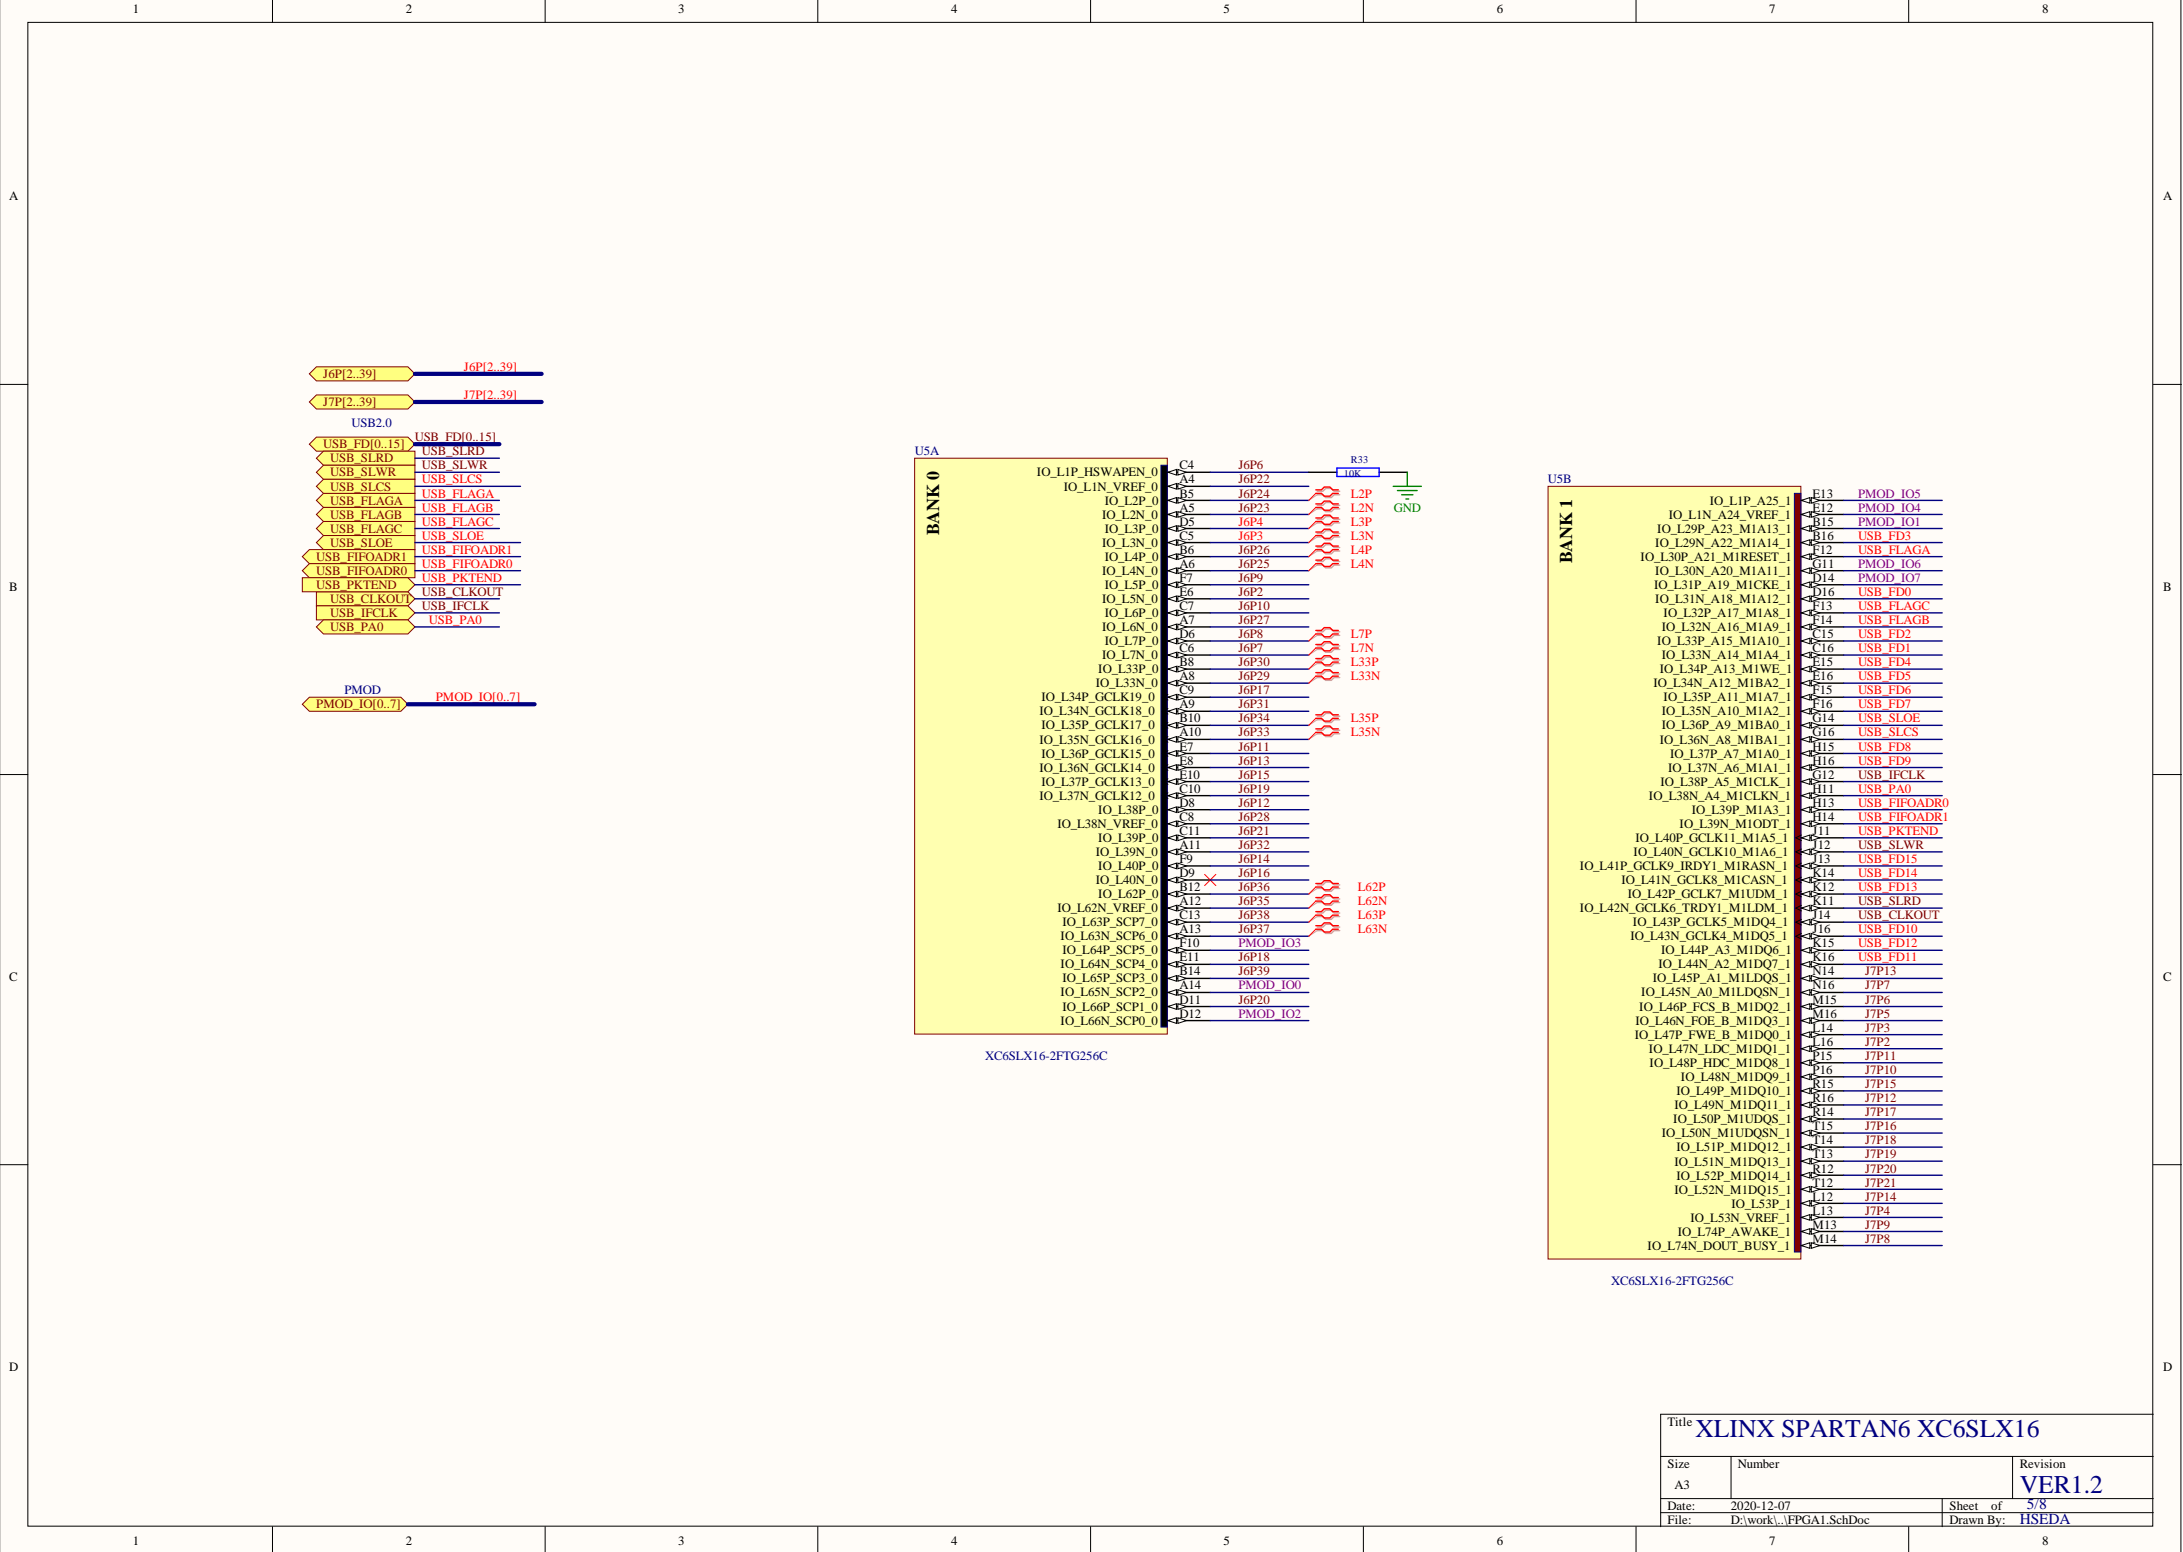 1 2 3 4 5 6 7 8
A A
J6P[2..39] J6P[2..39]
J7P[2..39] J7P[2..39]
USB2.0
USB_FD[0..15] USB_FD[0..15]
USB_SLRD USB_SLRD
USB_SLWR USB_SLWR
USB_SLCS USB_SLCS
USB_FLAGA USB_FLAGA
USB_FLAGB USB_FLAGB
USB_FLAGC USB_FLAGC
USB_SLOE USB_SLOE
USB_FIFOADR1 USB_FIFOADR1
USB_FIFOADR0 USB_FIFOADR0
USB_PKTEND USB_PKTEND
USB_CLKOUT USB_CLKOUT
USB_IFCLK USB_IFCLK
USB_PA0 USB_PA0
PMOD
PMOD_IO[0..7] PMOD_IO[0..7]
B B
U5A
BANK 0
IO_L1P_HSWAPEN_0 C4 J6P6 R33 10K
IO_L1N_VREF_0 A4 J6P22
IO_L2P_0 B5 J6P24 L2P
IO_L2N_0 A5 J6P23 L2N
GND
IO_L3P_0 D5 J6P4 L3P
IO_L3N_0 C5 J6P3 L3N
IO_L4P_0 B6 J6P26 L4P
IO_L4N_0 A6 J6P25 L4N
IO_L5P_0 F7 J6P9
IO_L5N_0 E6 J6P2
IO_L6P_0 C7 J6P10
IO_L6N_0 A7 J6P27
IO_L7P_0 D6 J6P8 L7P
IO_L7N_0 C6 J6P7 L7N
IO_L33P_0 B8 J6P30 L33P
IO_L33N_0 A8 J6P29 L33N
IO_L34P_GCLK19_0 C9 J6P17
IO_L34N_GCLK18_0 A9 J6P31
IO_L35P_GCLK17_0 B10 J6P34 L35P
IO_L35N_GCLK16_0 A10 J6P33 L35N
IO_L36P_GCLK15_0 E7 J6P11
IO_L36N_GCLK14_0 E8 J6P13
IO_L37P_GCLK13_0 E10 J6P15
IO_L37N_GCLK12_0 C10 J6P19
IO_L38P_0 D8 J6P12
IO_L38N_VREF_0 C8 J6P28
IO_L39P_0 C11 J6P21
IO_L39N_0 A11 J6P32
IO_L40P_0 F9 J6P14
IO_L40N_0 D9 J6P16
IO_L62P_0 B12 J6P36 L62P
IO_L62N_VREF_0 A12 J6P35 L62N
IO_L63P_SCP7_0 C13 J6P38 L63P
IO_L63N_SCP6_0 A13 J6P37 L63N
IO_L64P_SCP5_0 F10 PMOD_IO3
IO_L64N_SCP4_0 E11 J6P18
IO_L65P_SCP3_0 B14 J6P39
IO_L65N_SCP2_0 A14 PMOD_IO0
IO_L66P_SCP1_0 D11 J6P20
IO_L66N_SCP0_0 D12 PMOD_IO2
XC6SLX16-2FTG256C
U5B
BANK 1
IO_L1P_A25_1 E13 PMOD_IO5
IO_L1N_A24_VREF_1 E12 PMOD_IO4
IO_L29P_A23_M1A13_1 B15 PMOD_IO1
IO_L29N_A22_M1A14_1 B16 USB_FD3
IO_L30P_A21_M1RESET_1 F12 USB_FLAGA
IO_L30N_A20_M1A11_1 G11 PMOD_IO6
IO_L31P_A19_M1CKE_1 D14 PMOD_IO7
IO_L31N_A18_M1A12_1 D16 USB_FD0
IO_L32P_A17_M1A8_1 F13 USB_FLAGC
IO_L32N_A16_M1A9_1 F14 USB_FLAGB
IO_L33P_A15_M1A10_1 C15 USB_FD2
IO_L33N_A14_M1A4_1 C16 USB_FD1
IO_L34P_A13_M1WE_1 E15 USB_FD4
IO_L34N_A12_M1BA2_1 E16 USB_FD5
IO_L35P_A11_M1A7_1 F15 USB_FD6
IO_L35N_A10_M1A2_1 F16 USB_FD7
IO_L36P_A9_M1BA0_1 G14 USB_SLOE
IO_L36N_A8_M1BA1_1 G16 USB_SLCS
IO_L37P_A7_M1A0_1 H15 USB_FD8
IO_L37N_A6_M1A1_1 H16 USB_FD9
IO_L38P_A5_M1CLK_1 G12 USB_IFCLK
IO_L38N_A4_M1CLKN_1 H11 USB_PA0
IO_L39P_M1A3_1 H13 USB_FIFOADR0
IO_L39N_M1ODT_1 H14 USB_FIFOADR1
IO_L40P_GCLK11_M1A5_1 J11 USB_PKTEND
IO_L40N_GCLK10_M1A6_1 J12 USB_SLWR
IO_L41P_GCLK9_IRDY1_M1RASN_1 J13 USB_FD15
IO_L41N_GCLK8_M1CASN_1 K14 USB_FD14
IO_L42P_GCLK7_M1UDM_1 K12 USB_FD13
IO_L42N_GCLK6_TRDY1_M1LDM_1 K11 USB_SLRD
IO_L43P_GCLK5_M1DQ4_1 J14 USB_CLKOUT
IO_L43N_GCLK4_M1DQ5_1 J16 USB_FD10
IO_L44P_A3_M1DQ6_1 K15 USB_FD12
IO_L44N_A2_M1DQ7_1 K16 USB_FD11
IO_L45P_A1_M1LDQS_1 N14 J7P13
IO_L45N_A0_M1LDQSN_1 N16 J7P7
IO_L46P_FCS_B_M1DQ2_1 M15 J7P6
IO_L46N_FOE_B_M1DQ3_1 M16 J7P5
IO_L47P_FWE_B_M1DQ0_1 L14 J7P3
IO_L47N_LDC_M1DQ1_1 L16 J7P2
IO_L48P_HDC_M1DQ8_1 P15 J7P11
IO_L48N_M1DQ9_1 P16 J7P10
IO_L49P_M1DQ10_1 R15 J7P15
IO_L49N_M1DQ11_1 R16 J7P12
IO_L50P_M1UDQS_1 R14 J7P17
IO_L50N_M1UDQSN_1 T15 J7P16
IO_L51P_M1DQ12_1 T14 J7P18
IO_L51N_M1DQ13_1 T13 J7P19
IO_L52P_M1DQ14_1 R12 J7P20
IO_L52N_M1DQ15_1 T12 J7P21
IO_L53P_1 L12 J7P14
IO_L53N_VREF_1 L13 J7P4
IO_L74P_AWAKE_1 M13 J7P9
IO_L74N_DOUT_BUSY_1 M14 J7P8
XC6SLX16-2FTG256C
C C
D D
Title XLINX SPARTAN6 XC6SLX16
Size Number Revision
A3 VER1.2
Date: 2020-12-07 Sheet of 5/8
File: D:\work\..\FPGA1.SchDoc Drawn By: HSEDA
1 2 3 4 5 6 7 8